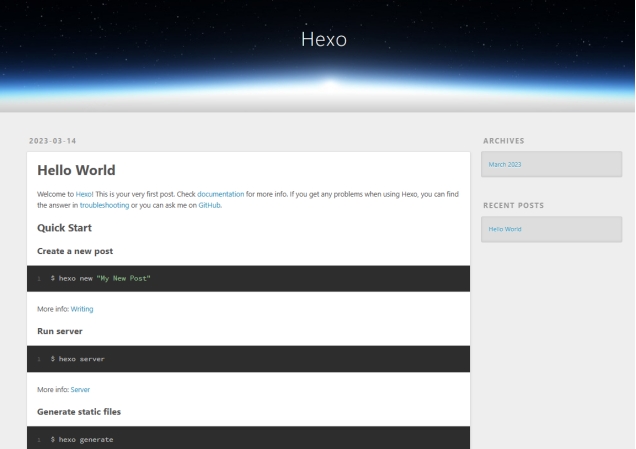 Hexo
2023-03-14
Hello World
Welcome to Hexo! This is your very first post. Check documentation for more info. If you get any problems when using Hexo, you can find
the answer in troubleshooting or you can ask me on GitHub.
Quick Start
Create a new post
1 $ hexo new "My New Post"
More info: Writing
Run server
1 $ hexo server
More info: Server
Generate static files
1 $ hexo generate
ARCHIVES
March 2023
RECENT POSTS
Hello World